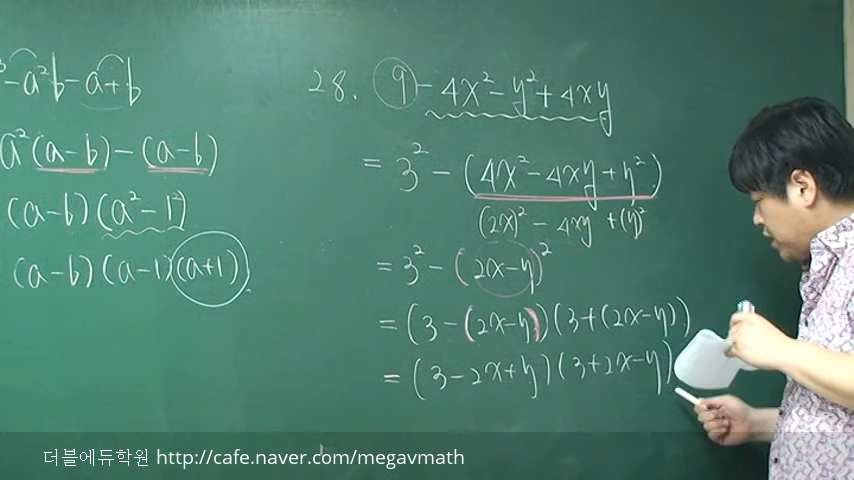 ³-a²b-a+b
a²(a-b)-(a-b)
(a-b)(a²-1²)
(a-b)(a-1)(a+1)
28. 9-4x²-y²+4xy
= 3² - (4x²-4xy+y²)
(2x)² - 4xy + (y)²
= 3² - (2x-y)²
= (3-(2x-y))(3+(2x-y))
= (3-2x+y)(3+2x-y)
더블에듀학원 http://cafe.naver.com/megavmath